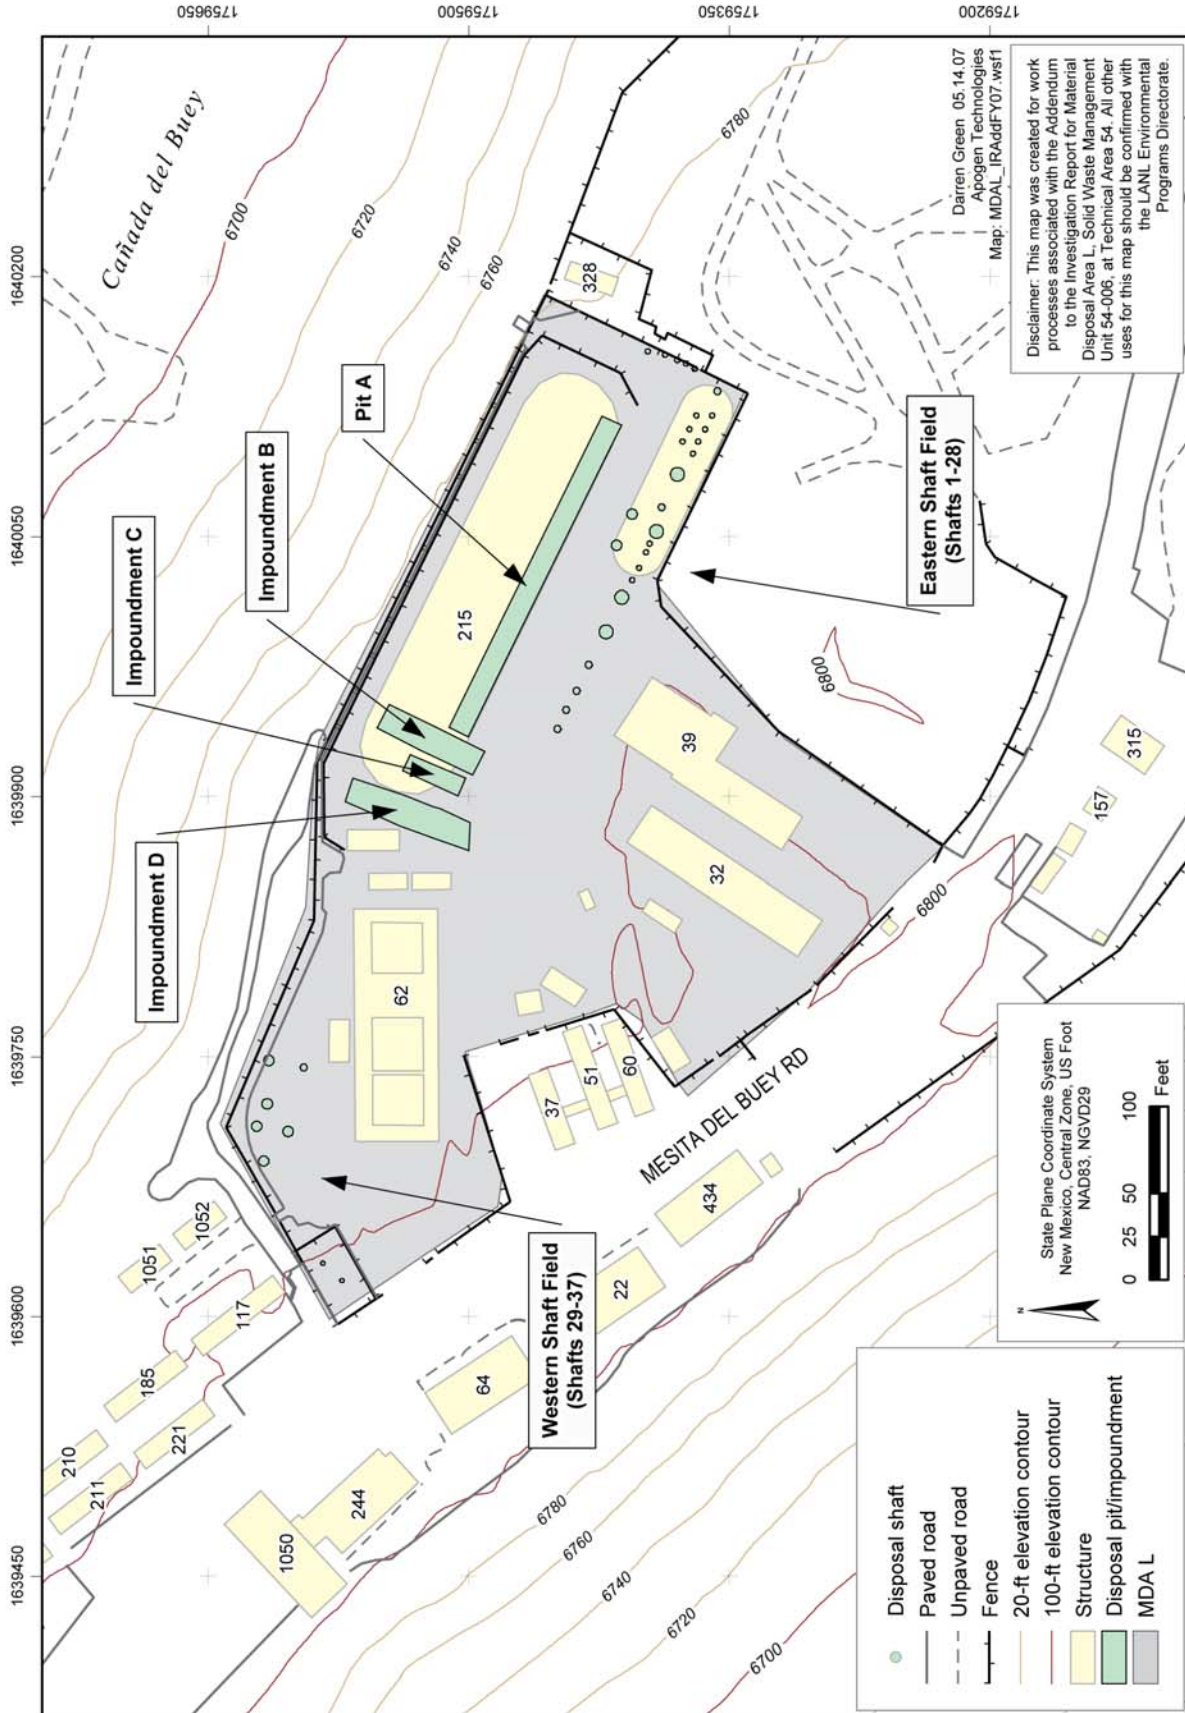 1639450
1639600
1639750
1639900
1640050
1640200
1759650
1759500
1759350
1759200
Cañada del Buey
6700
6720
6740
6760
6780
Impoundment D
Impoundment C
Impoundment B
Pit A
210
211
185
221
117
1051
1052
1050
244
64
22
434
62
37
51
60
215
328
39
32
315
157
6800
6800
MESITA DEL BUEY RD
Western Shaft Field
(Shafts 29-37)
Eastern Shaft Field
(Shafts 1-28)
6780
6760
6740
6720
6700
Disposal shaft
Paved road
Unpaved road
Fence
20-ft elevation contour
100-ft elevation contour
Structure
Disposal pit/impoundment
MDA L
State Plane Coordinate System
New Mexico, Central Zone, US Foot
NAD83, NGVD29
N
0 25 50 100
Feet
Darren Green 05.14.07
Apogen Technologies
Map: MDAL_IRAddFY07.wsf1
Disclaimer: This map was created for work
processes associated with the Addendum
to the Investigation Report for Material
Disposal Area L, Solid Waste Management
Unit 54-006, at Technical Area 54. All other
uses for this map should be confirmed with
the LANL Environmental
Programs Directorate.